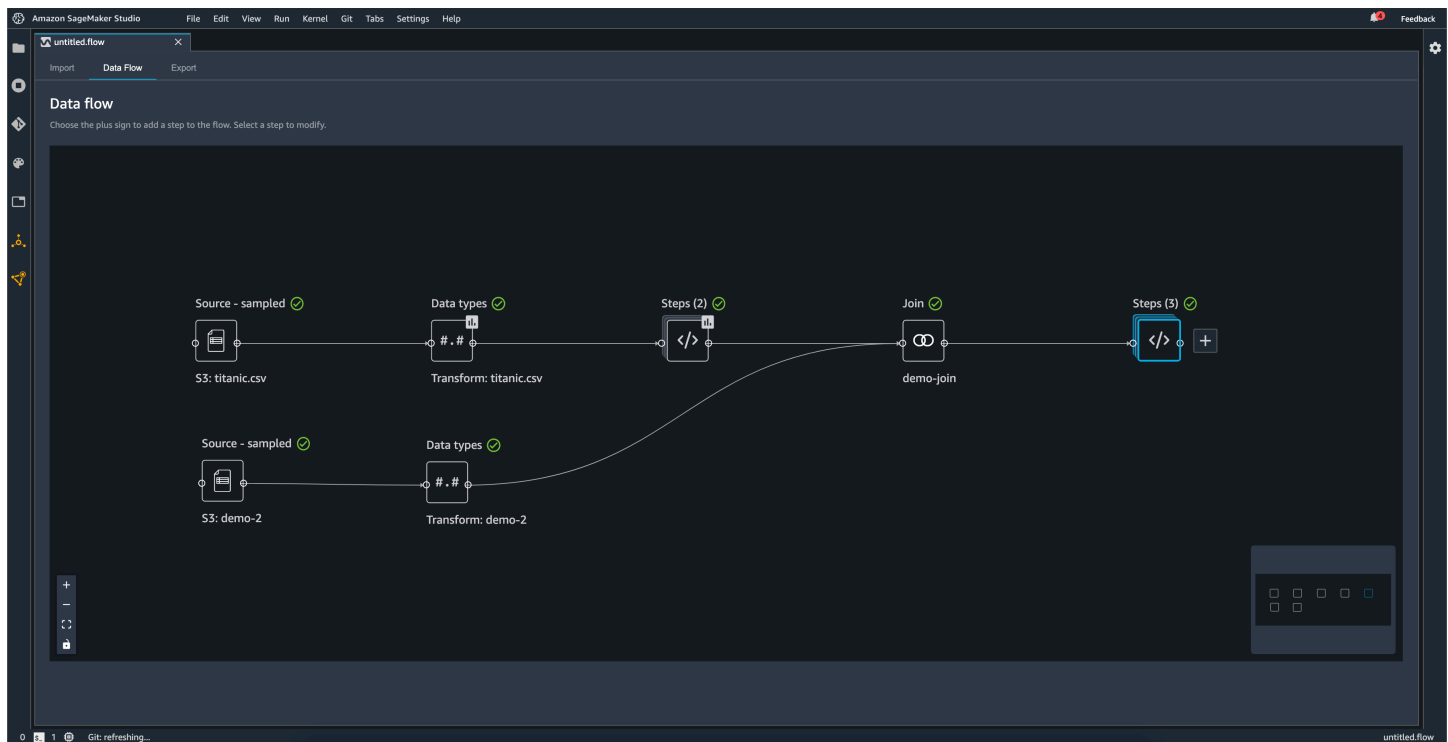 Amazon SageMaker Studio File Edit View Run Kernel Git Tabs Settings Help 4 Feedback
untitled.flow
Import Data Flow Export
Data flow
Choose the plus sign to add a step to the flow. Select a step to modify.
Source - sampled Data types Steps (2) Join Steps (3)
#.# </> </> +
S3: titanic.csv Transform: titanic.csv demo-join
Source - sampled Data types
#.#
S3: demo-2 Transform: demo-2
+
−
0 $_ 1 Git: refreshing... untitled.flow